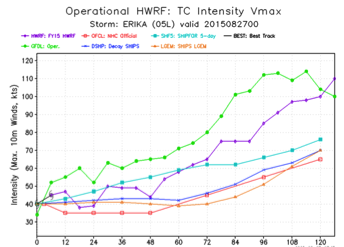 Operational HWRF: TC Intensity Vmax
Storm: ERIKA (05L) valid 2015082700
HWRF: FY15 HWRF OFCL: NHC Official SHF5: SHIFOR 5-day BEST: Best Track
GFDL: Oper. DSHP: Decay SHIPS LGEM: SHIPS LGEM
Intensity (Max. 10m Winds, kts)
120
110
100
90
80
70
60
50
40
30
0 12 24 36 48 60 72 84 96 108 120